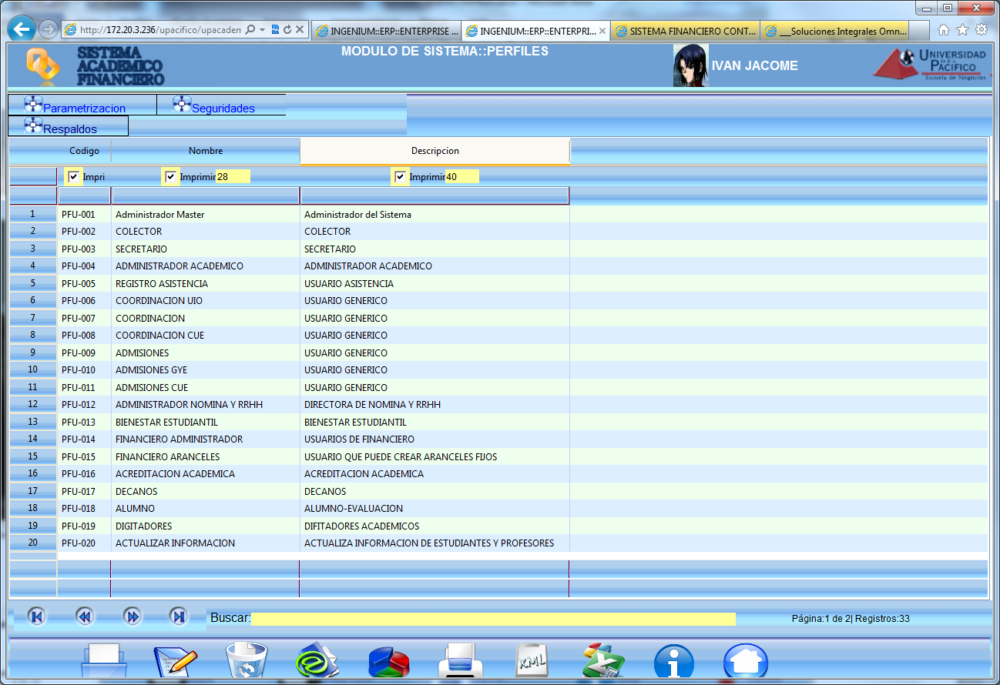 http://172.20.3.236/upacifico/upacadem
INGENIUM::ERP::ENTERPRISE ...
INGENIUM::ERP::ENTERPRI...
SISTEMA FINANCIERO CONT...
___Soluciones Integrales Omn...
SISTEMA
ACADEMICO
FINANCIERO
MODULO DE SISTEMA::PERFILES
IVAN JACOME
UNIVERSIDAD
DEL
PACÍFICO
Escuela de Negocios
Parametrizacion Seguridades
Respaldos
Codigo Nombre Descripcion
Impri Imprimir 28 Imprimir 40
1 PFU-001 Administrador Master Administrador del Sistema
2 PFU-002 COLECTOR COLECTOR
3 PFU-003 SECRETARIO SECRETARIO
4 PFU-004 ADMINISTRADOR ACADEMICO ADMINISTRADOR ACADEMICO
5 PFU-005 REGISTRO ASISTENCIA USUARIO ASISTENCIA
6 PFU-006 COORDINACION UIO USUARIO GENERICO
7 PFU-007 COORDINACION USUARIO GENERICO
8 PFU-008 COORDINACION CUE USUARIO GENERICO
9 PFU-009 ADMISIONES USUARIO GENERICO
10 PFU-010 ADMISIONES GYE USUARIO GENERICO
11 PFU-011 ADMISIONES CUE USUARIO GENERICO
12 PFU-012 ADMINISTRADOR NOMINA Y RRHH DIRECTORA DE NOMINA Y RRHH
13 PFU-013 BIENESTAR ESTUDIANTIL BIENESTAR ESTUDIANTIL
14 PFU-014 FINANCIERO ADMINISTRADOR USUARIOS DE FINANCIERO
15 PFU-015 FINANCIERO ARANCELES USUARIO QUE PUEDE CREAR ARANCELES FIJOS
16 PFU-016 ACREDITACION ACADEMICA ACREDITACION ACADEMICA
17 PFU-017 DECANOS DECANOS
18 PFU-018 ALUMNO ALUMNO-EVALUACION
19 PFU-019 DIGITADORES DIFITADORES ACADEMICOS
20 PFU-020 ACTUALIZAR INFORMACION ACTUALIZA INFORMACION DE ESTUDIANTES Y PROFESORES
Buscar:
Página:1 de 2| Registros:33
XML